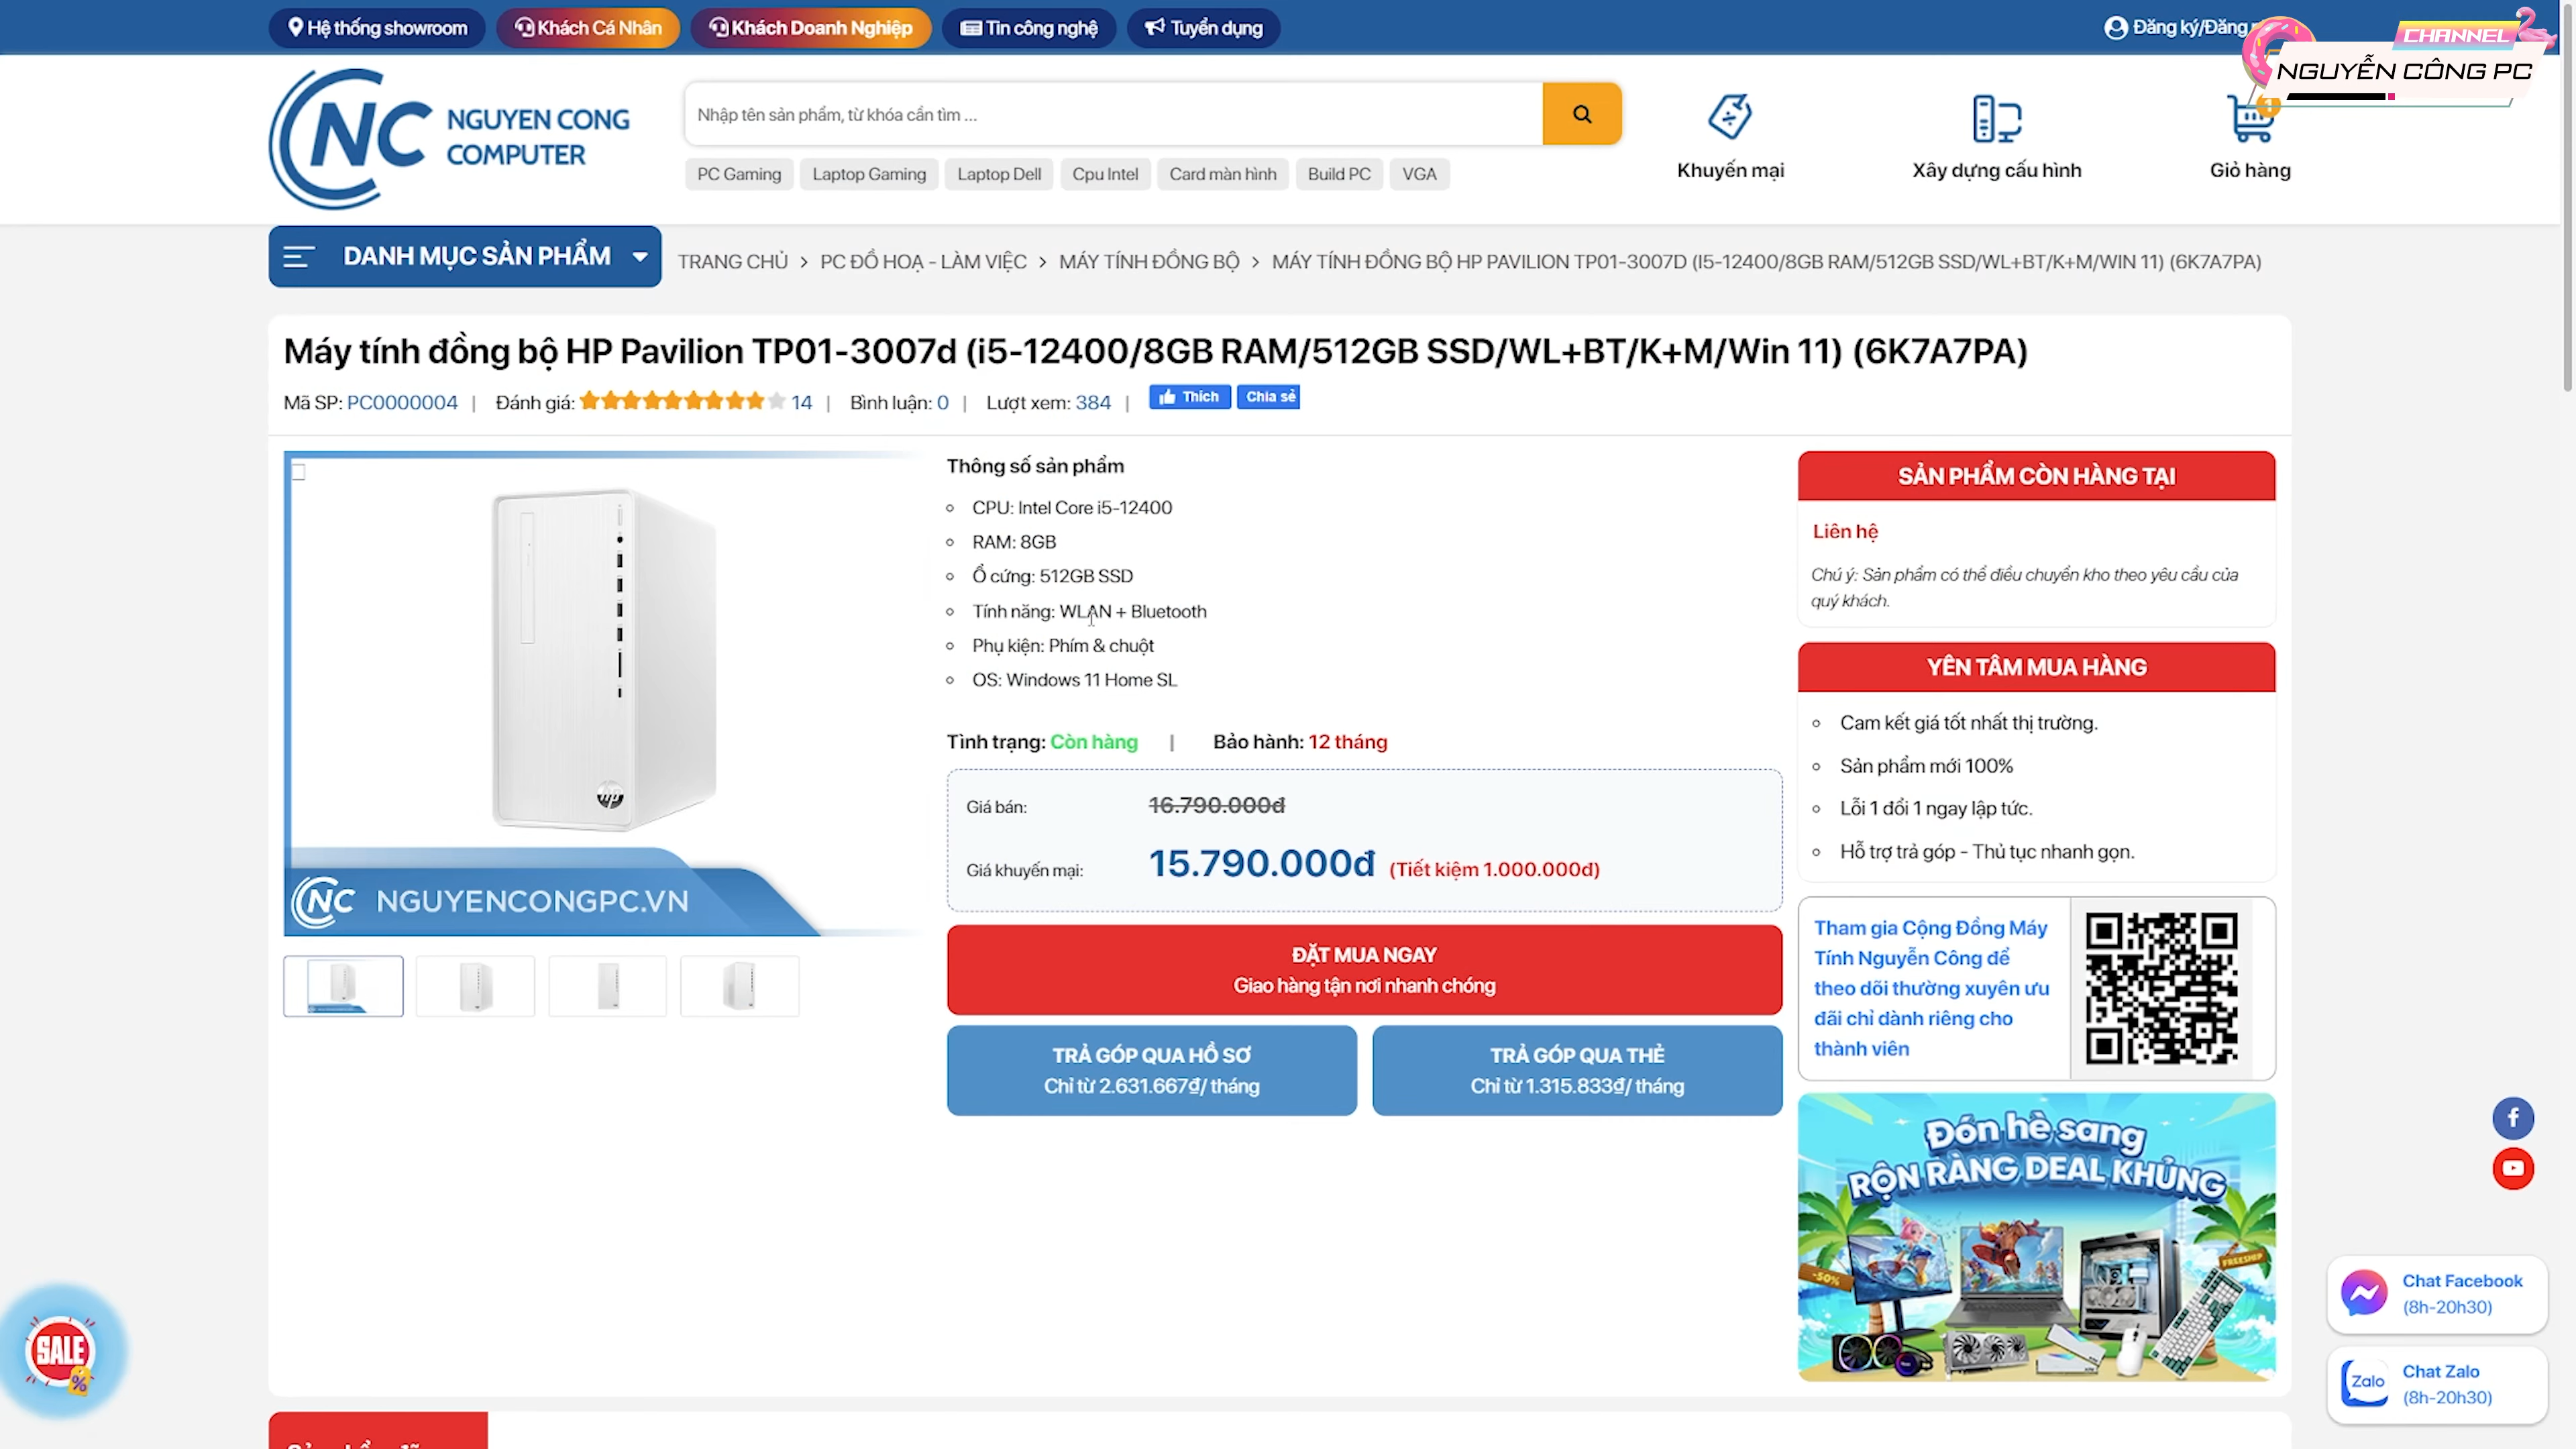 Hệ thống showroom
Khách Cá Nhân
Khách Doanh Nghiệp
Tin công nghệ
Tuyển dụng
Đăng ký/Đăng
CHANNEL
NGUYỄN CÔNG PC
NC
NGUYEN CONG
COMPUTER
Nhập tên sản phẩm, từ khóa cần tìm ...
PC Gaming
Laptop Gaming
Laptop Dell
Cpu Intel
Card màn hình
Build PC
VGA
Khuyến mại
Xây dựng cấu hình
Giỏ hàng
DANH MỤC SẢN PHẨM
TRANG CHỦ > PC ĐỒ HOẠ - LÀM VIỆC > MÁY TÍNH ĐỒNG BỘ > MÁY TÍNH ĐỒNG BỘ HP PAVILION TP01-3007D (I5-12400/8GB RAM/512GB SSD/WL+BT/K+M/WIN 11) (6K7A7PA)
Máy tính đồng bộ HP Pavilion TP01-3007d (i5-12400/8GB RAM/512GB SSD/WL+BT/K+M/Win 11) (6K7A7PA)
Mã SP: PC0000004 | Đánh giá: 14 | Bình luận: 0 | Lượt xem: 384 |
Thích
Chia sẻ
hp
NC NGUYENCONGPC.VN
Thông số sản phẩm
CPU: Intel Core i5-12400
RAM: 8GB
Ổ cứng: 512GB SSD
Tính năng: WLAN + Bluetooth
Phụ kiện: Phím & chuột
OS: Windows 11 Home SL
Tình trạng: Còn hàng | Bảo hành: 12 tháng
Giá bán: 16.790.000đ
Giá khuyến mại: 15.790.000đ (Tiết kiệm 1.000.000đ)
ĐẶT MUA NGAY
Giao hàng tận nơi nhanh chóng
TRẢ GÓP QUA HỒ SƠ
Chỉ từ 2.631.667₫/ tháng
TRẢ GÓP QUA THẺ
Chỉ từ 1.315.833₫/ tháng
SẢN PHẨM CÒN HÀNG TẠI
Liên hệ
Chú ý: Sản phẩm có thể điều chuyển kho theo yêu cầu của
quý khách.
YÊN TÂM MUA HÀNG
Cam kết giá tốt nhất thị trường.
Sản phẩm mới 100%
Lỗi 1 đổi 1 ngay lập tức.
Hỗ trợ trả góp - Thủ tục nhanh gọn.
Tham gia Cộng Đồng Máy
Tính Nguyễn Công để
theo dõi thường xuyên ưu
đãi chỉ dành riêng cho
thành viên
Đón hè sang
RỘN RÀNG DEAL KHỦNG
-50%
FREESHIP
Chat Facebook
(8h-20h30)
Zalo
Chat Zalo
(8h-20h30)
SALE
%